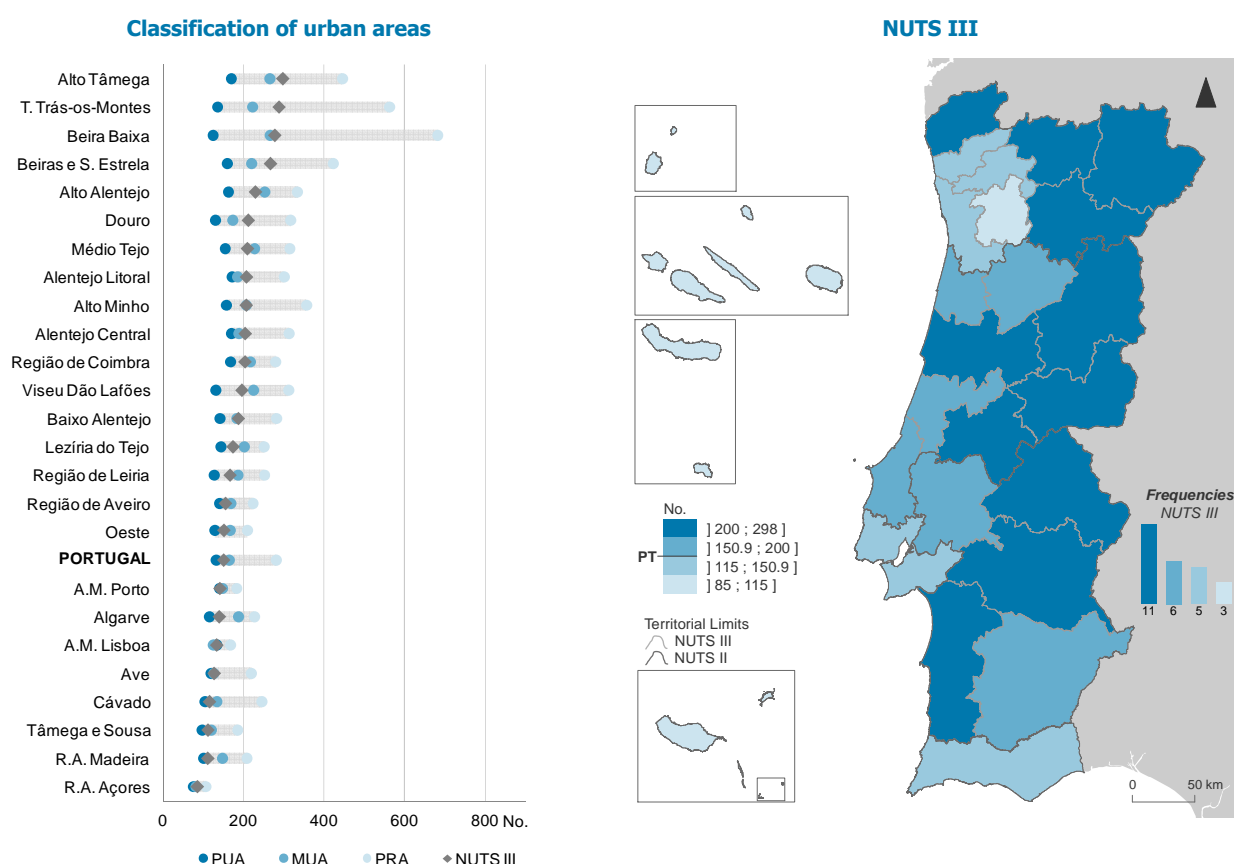 Classification of urban areas
Alto Tâmega
T. Trás-os-Montes
Beira Baixa
Beiras e S. Estrela
Alto Alentejo
Douro
Médio Tejo
Alentejo Litoral
Alto Minho
Alentejo Central
Região de Coimbra
Viseu Dão Lafões
Baixo Alentejo
Lezíria do Tejo
Região de Leiria
Região de Aveiro
Oeste
PORTUGAL
A.M. Porto
Algarve
A.M. Lisboa
Ave
Cávado
Tâmega e Sousa
R.A. Madeira
R.A. Açores
0 200 400 600 800 No.
PUA MUA PRA NUTS III
NUTS III
No.
] 200 ; 298 ]
] 150.9 ; 200 ]
PT
] 115 ; 150.9 ]
] 85 ; 115 ]
Territorial Limits
NUTS III
NUTS II
Frequencies
NUTS III
11 6 5 3
0 50 km